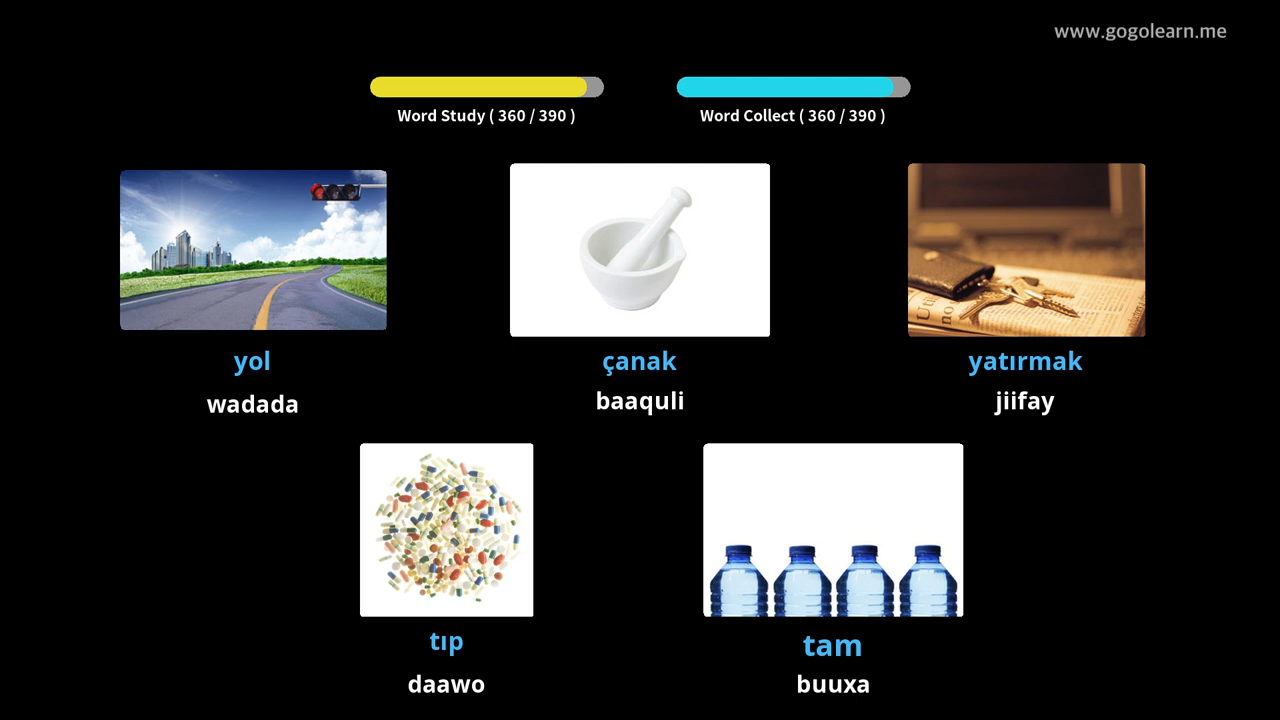 www.gogolearn.me
Word Study ( 360 / 390 )
Word Collect ( 360 / 390 )
yol
wadada
çanak
baaquli
yatırmak
jiifay
tıp
daawo
tam
buuxa